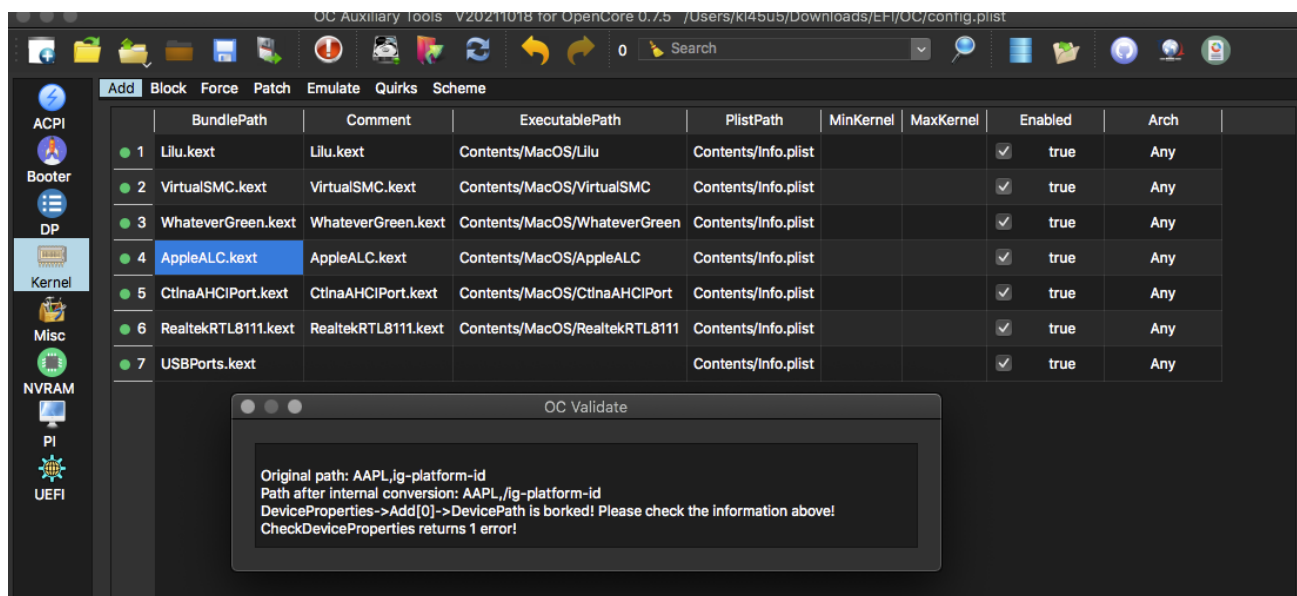 OC Auxiliary Tools V20211018 for OpenCore 0.7.5 /Users/kl45u5/Downloads/EFI/OC/config.plist
0 Search
Add Block Force Patch Emulate Quirks Scheme
ACPI
Booter
DP
Kernel
Misc
NVRAM
PI
UEFI
BundlePath Comment ExecutablePath PlistPath MinKernel MaxKernel Enabled Arch
1 Lilu.kext Lilu.kext Contents/MacOS/Lilu Contents/Info.plist true Any
2 VirtualSMC.kext VirtualSMC.kext Contents/MacOS/VirtualSMC Contents/Info.plist true Any
3 WhateverGreen.kext WhateverGreen.kext Contents/MacOS/WhateverGreen Contents/Info.plist true Any
4 AppleALC.kext AppleALC.kext Contents/MacOS/AppleALC Contents/Info.plist true Any
5 CtlnaAHCIPort.kext CtlnaAHCIPort.kext Contents/MacOS/CtlnaAHCIPort Contents/Info.plist true Any
6 RealtekRTL8111.kext RealtekRTL8111.kext Contents/MacOS/RealtekRTL8111 Contents/Info.plist true Any
7 USBPorts.kext Contents/Info.plist true Any
OC Validate
Original path: AAPL,ig-platform-id
Path after internal conversion: AAPL,/ig-platform-id
DeviceProperties->Add[0]->DevicePath is borked! Please check the information above!
CheckDeviceProperties returns 1 error!